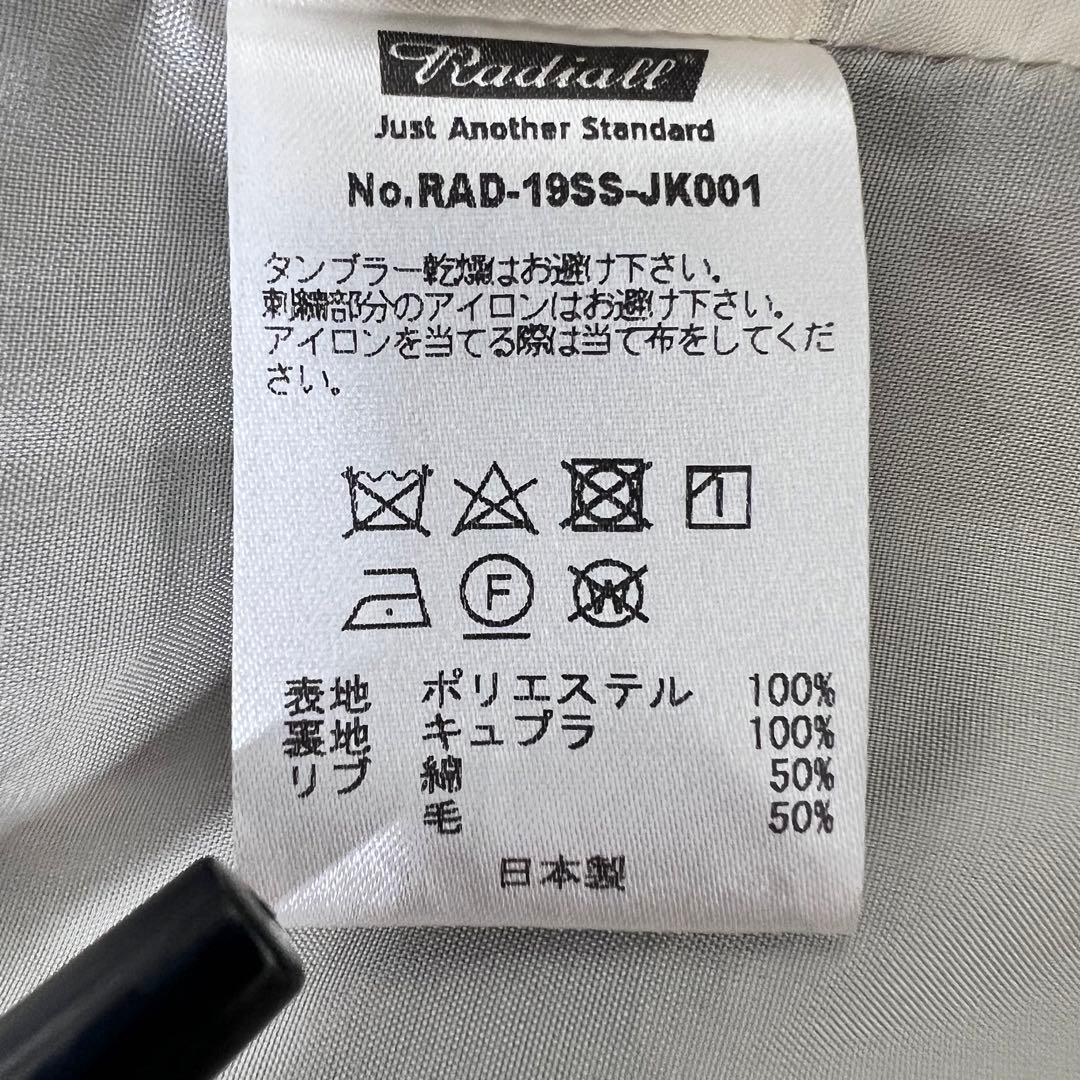 Radiall
Just Another Standard
No.RAD-19SS-JK001
タンブラー乾燥はお避け下さい。
刺繍部分のアイロンはお避け下さい。
アイロンを当てる際は当て布をしてくだ
さい。
F
W
表地 ポリエステル 100%
裏地 キュプラ 100%
リブ 綿 50%
毛 50%
日本製